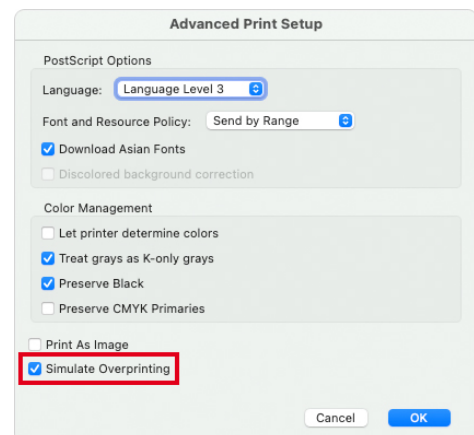 Advanced Print Setup
PostScript Options
Language: Language Level 3
Font and Resource Policy: Send by Range
Download Asian Fonts
Discolored background correction
Color Management
Let printer determine colors
Treat grays as K-only grays
Preserve Black
Preserve CMYK Primaries
Print As Image
Simulate Overprinting
Cancel OK